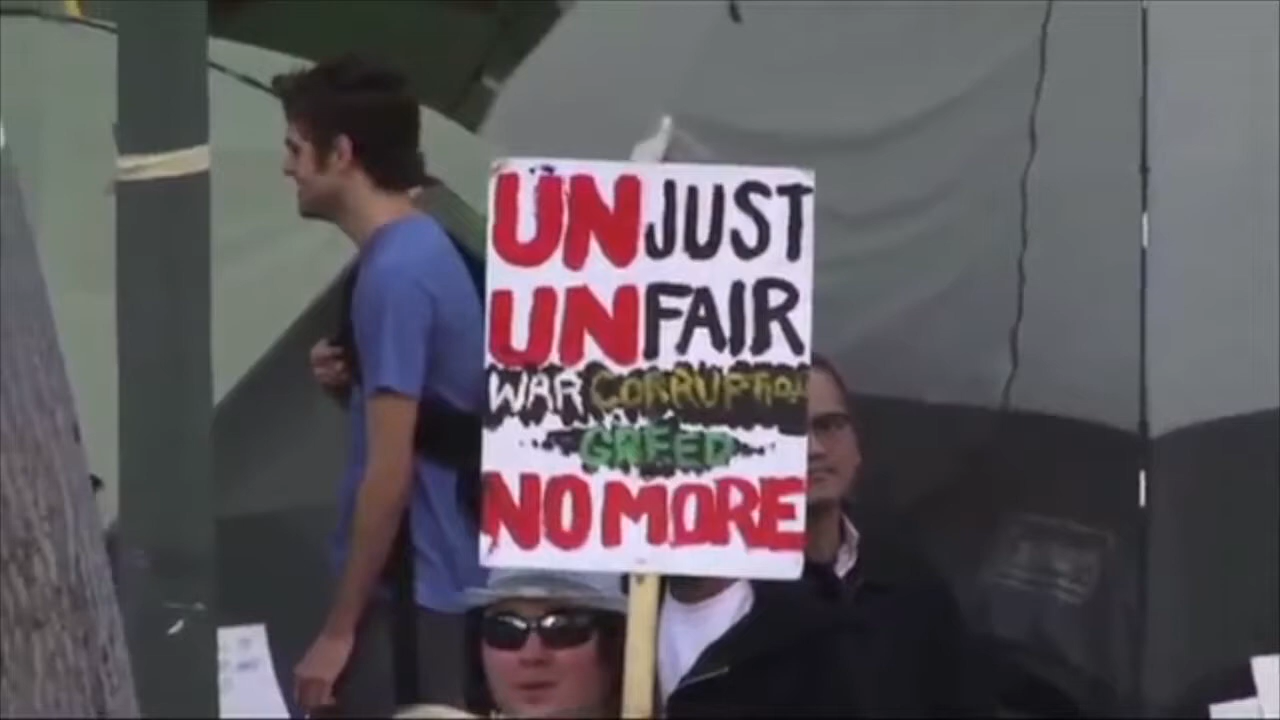 UNJUST
UNFAIR
WAR CORRUPTION
GREED
NO MORE